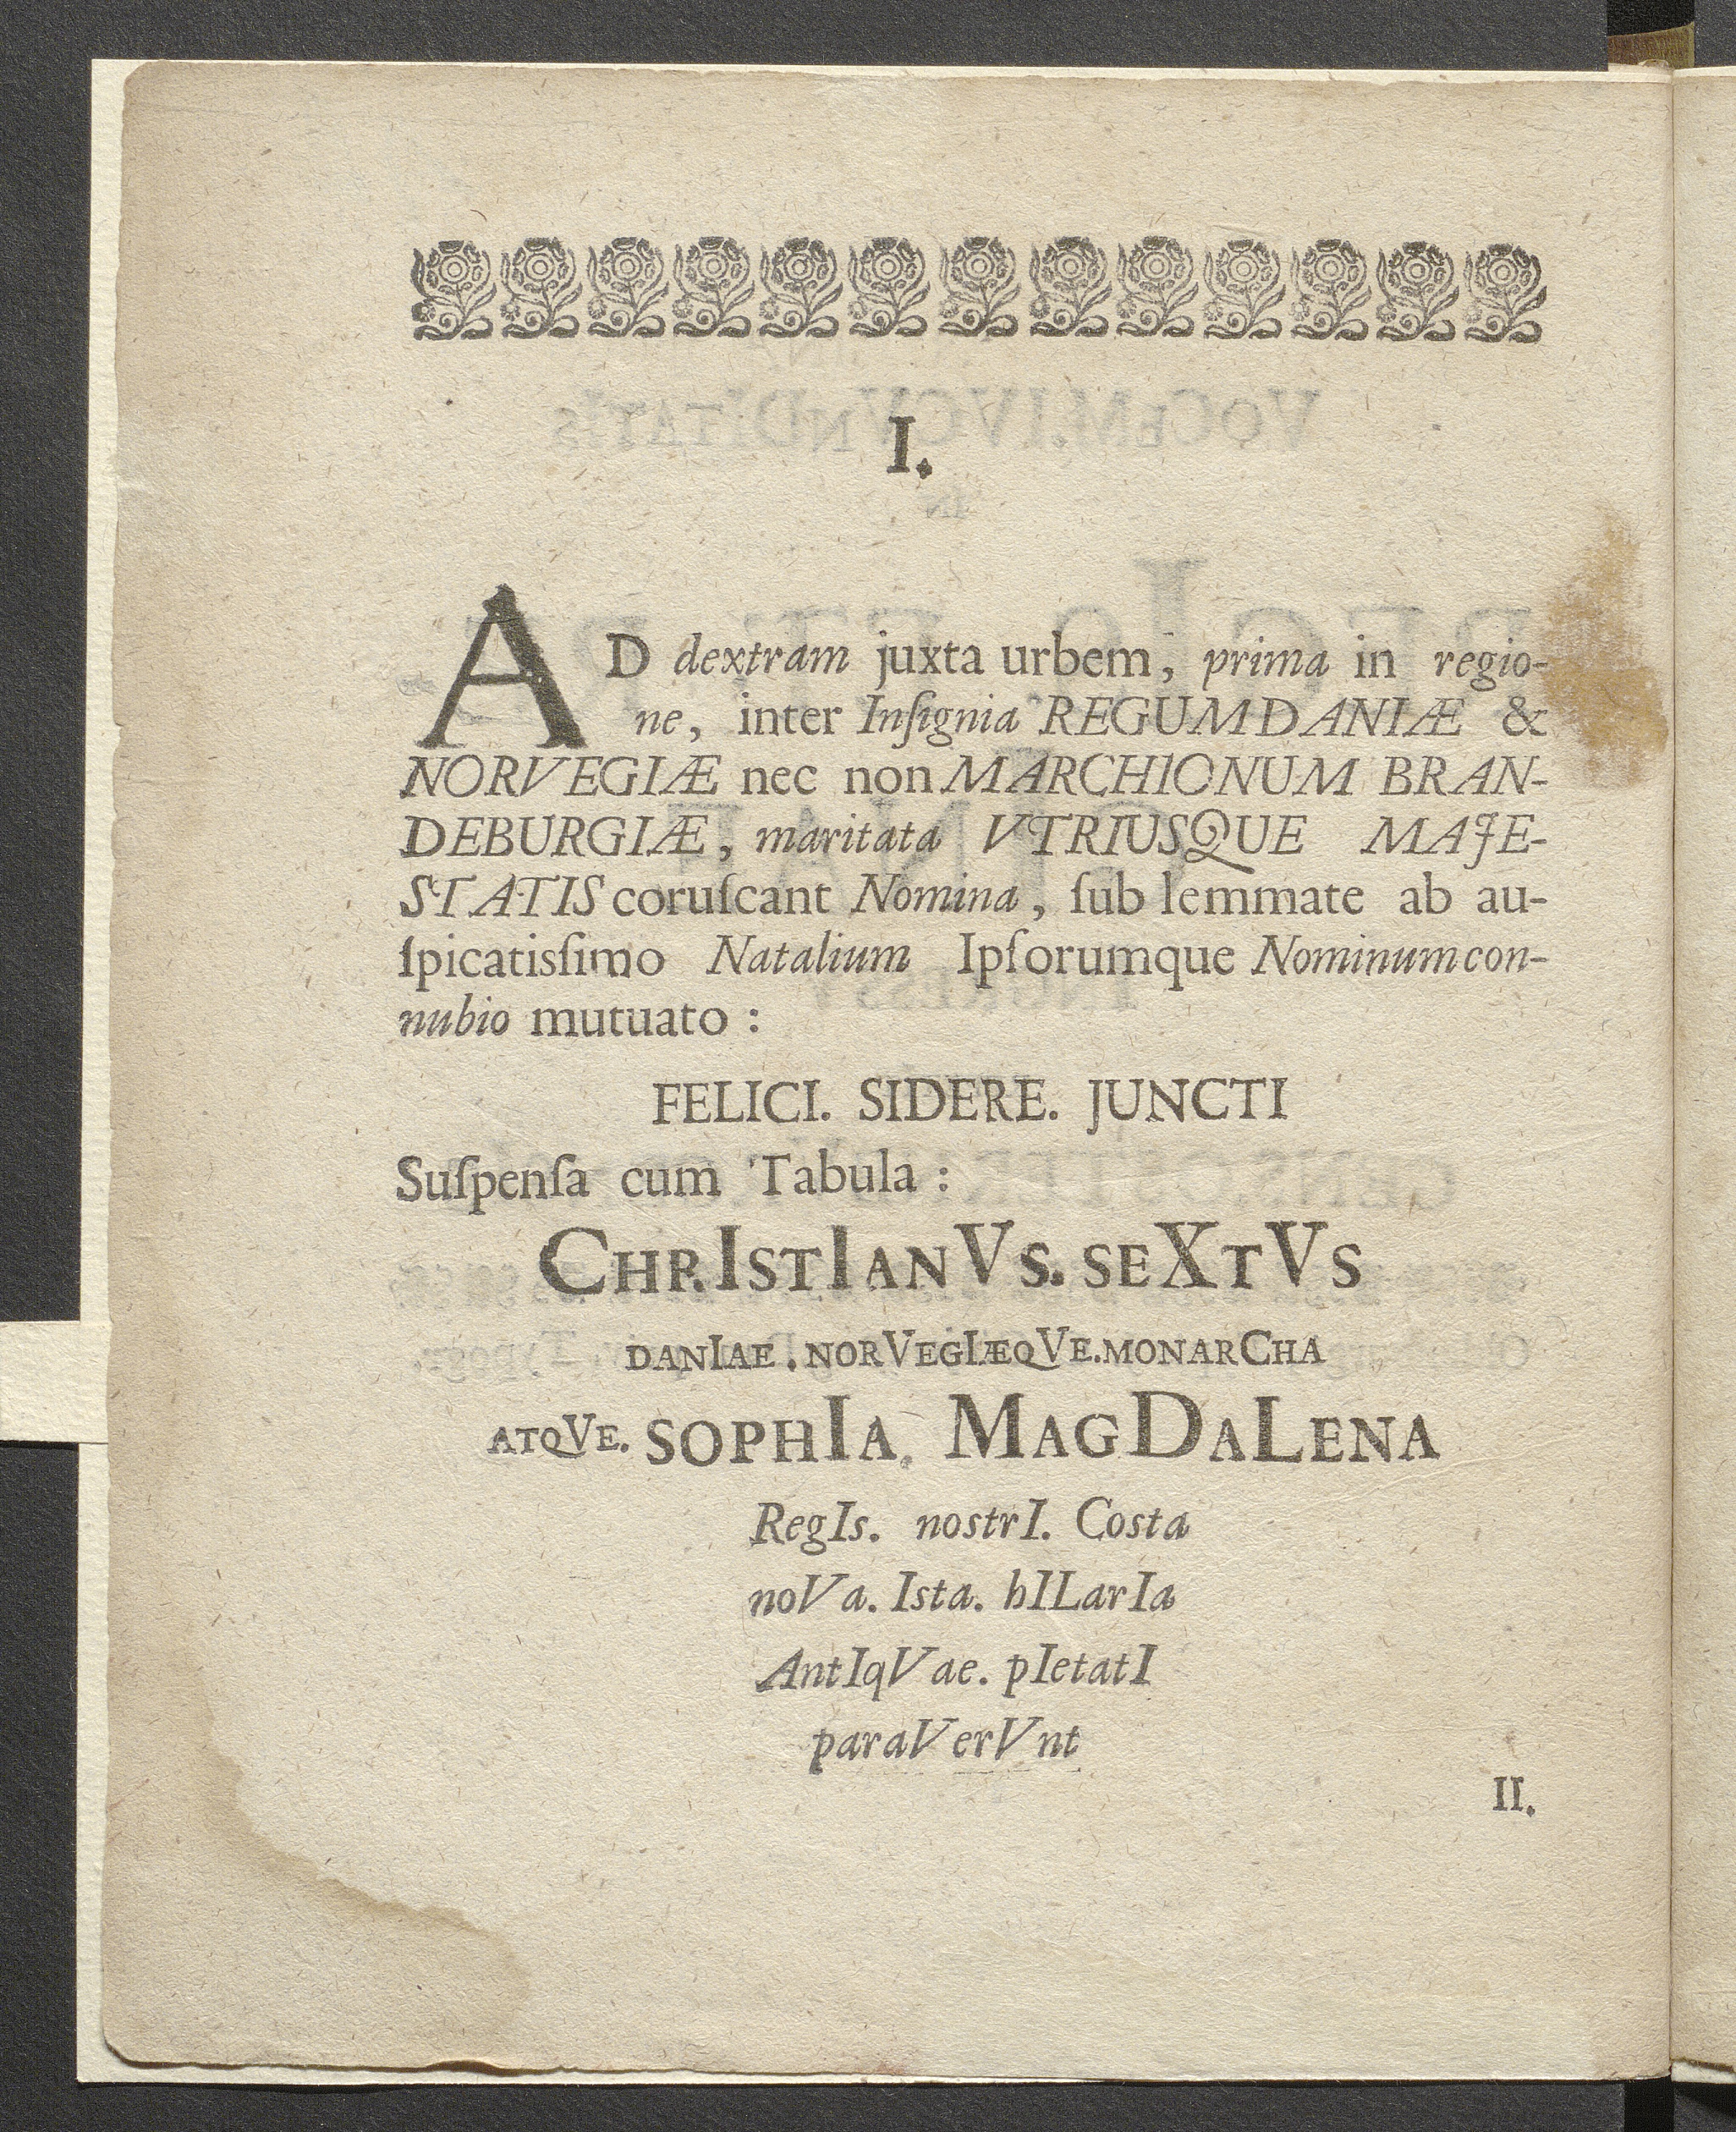 I.
AD dextram juxta urbem, prima in regio-
ne, inter Inſignia REGUM DANIÆ &
NORVEGIÆ nec non MARCHIONUM BRAN-
DEBURGIÆ, maritata VTRIUSQUE MAJE-
STATIS coruſcant Nomina, ſub lemmate ab au-
ſpicatisſimo Natalium Ipſorumque Nominum con-
nubio mutuato:
FELICI. SIDERE. JUNCTI
Suſpenſa cum Tabula:
CHRISTIANVS. SEXTVS
DANIAE. NORVEGIÆQVE. MONARCHA
ATQVE. SOPHIA. MAGDALENA
RegIs. nostrI. Costa
noVa. Ista. hILarIa
AntIqVae. pIetatI
paraVerVnt
II.